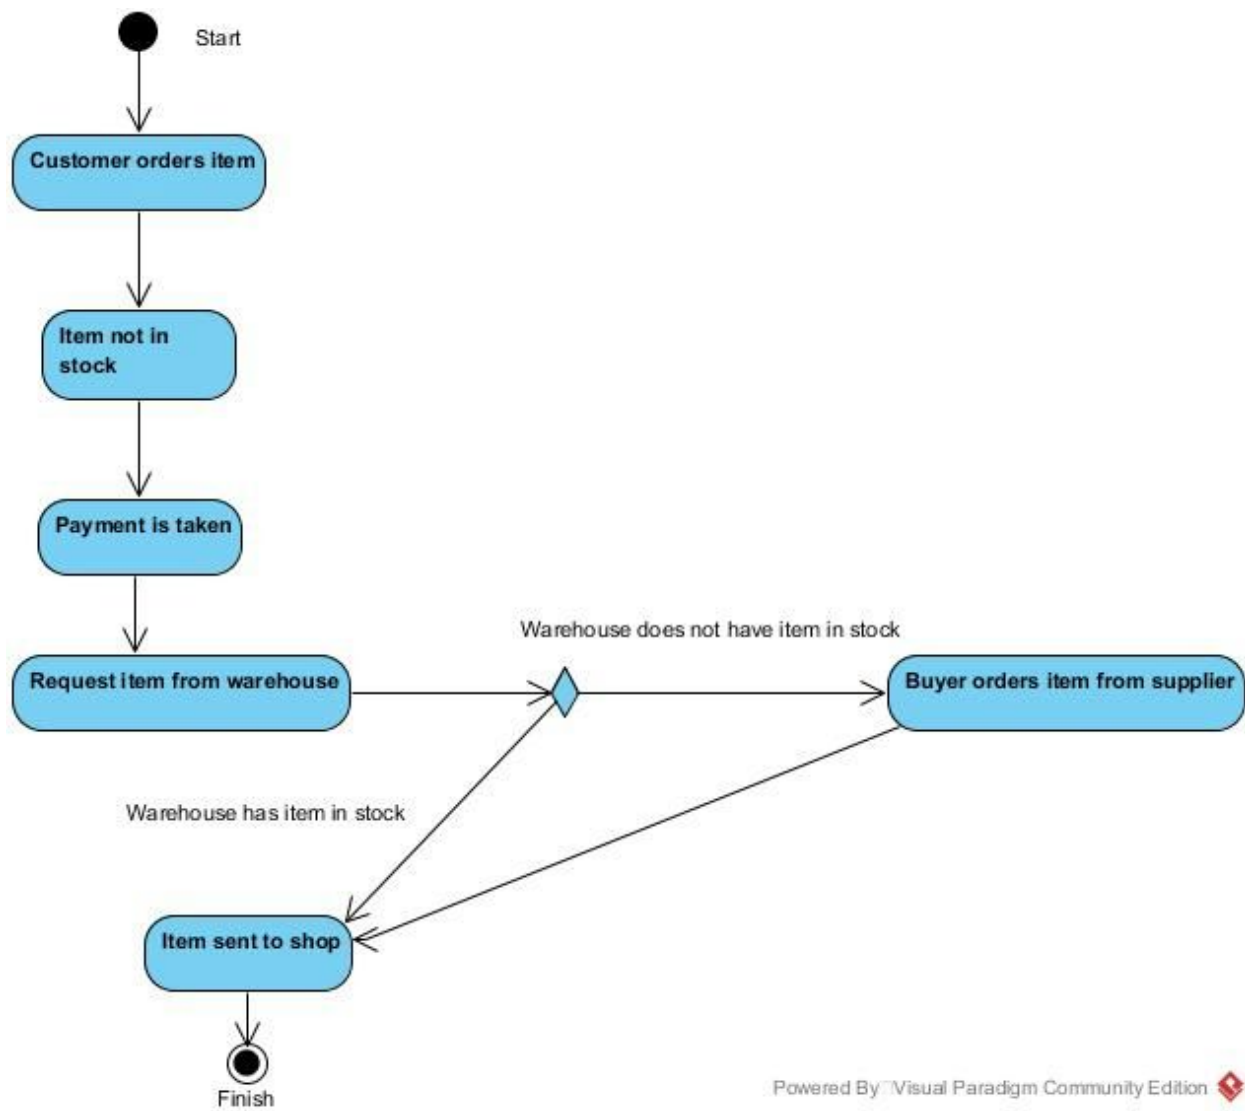 Start
Customer orders item
Item not in
stock
Payment is taken
Warehouse does not have item in stock
Request item from warehouse
Buyer orders item from supplier
Warehouse has item in stock
Item sent to shop
Finish
Powered By Visual Paradigm Community Edition